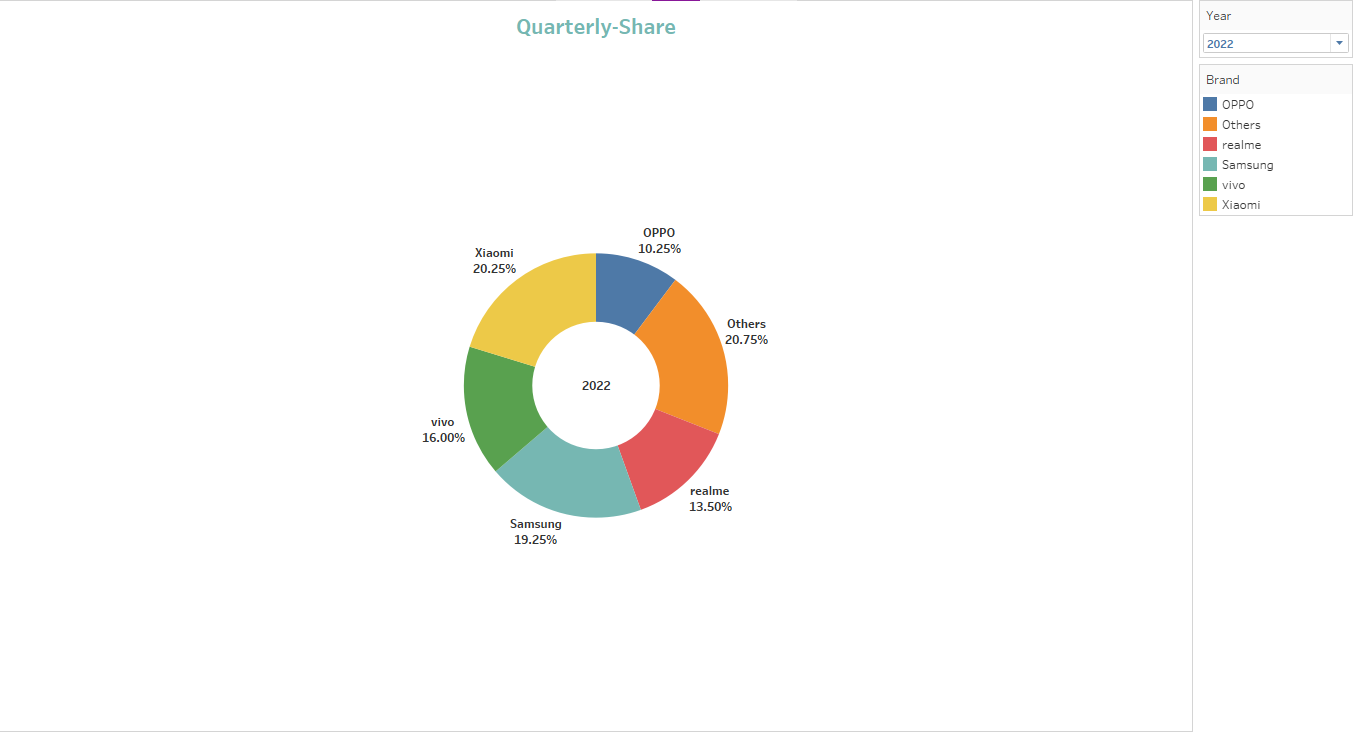 Quarterly-Share
Year
2022
Brand
OPPO
Others
realme
Samsung
vivo
Xiaomi
OPPO
10.25%
Xiaomi
20.25%
Others
20.75%
2022
vivo
16.00%
realme
13.50%
Samsung
19.25%